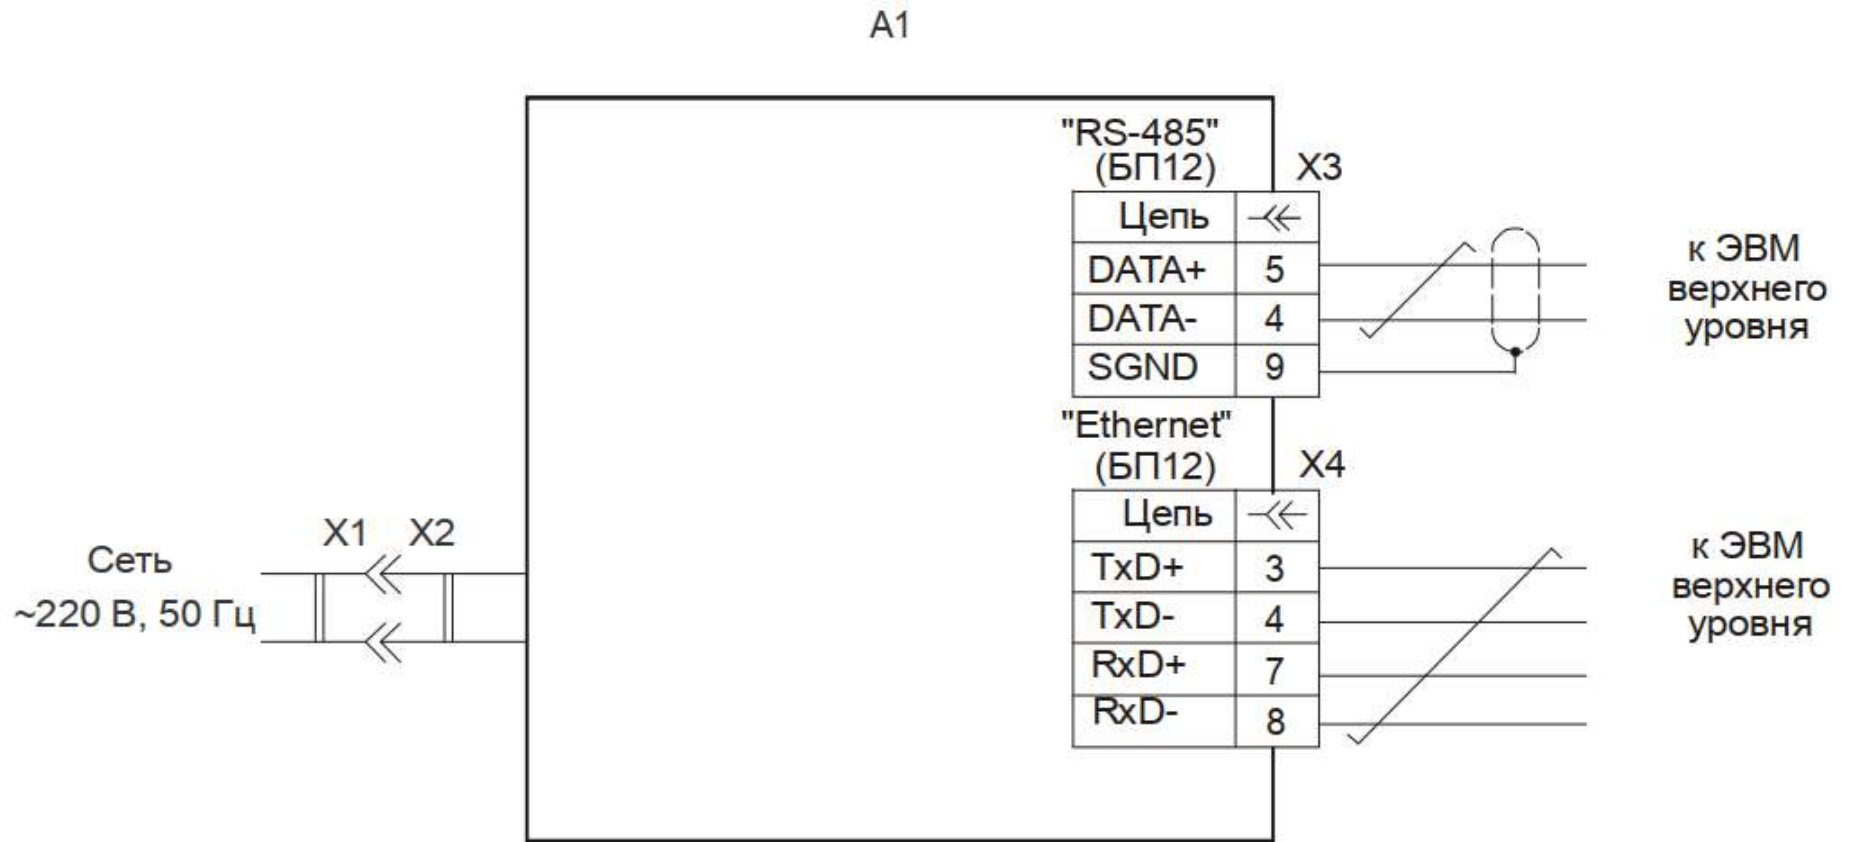 A1
"RS-485"
(БП12)
X3
Цепь
DATA+ 5
DATA- 4
SGND 9
к ЭВМ
верхнего
уровня
"Ethernet"
(БП12)
X4
Цепь
TxD+ 3
TxD- 4
RxD+ 7
RxD- 8
к ЭВМ
верхнего
уровня
X1 X2
Сеть
~220 В, 50 Гц